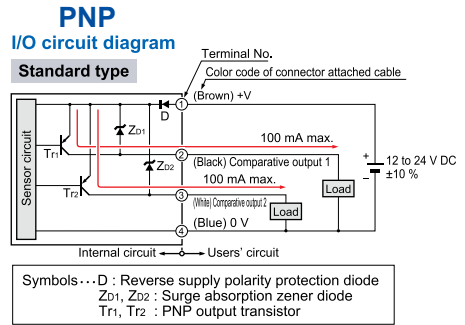 PNP
I/O circuit diagram
Standard type
Terminal No.
Color code of connector attached cable
Sensor circuit
D
1
(Brown) +V
ZD1
100 mA max.
Tr1
2
(Black) Comparative output 1
ZD2
+
12 to 24 V DC
±10 %
−
100 mA max.
Load
Tr2
3
(White) Comparative output 2
Load
(Blue) 0 V
4
Internal circuit
Users' circuit
Symbols ··· D : Reverse supply polarity protection diode
ZD1, ZD2 : Surge absorption zener diode
Tr1, Tr2 : PNP output transistor